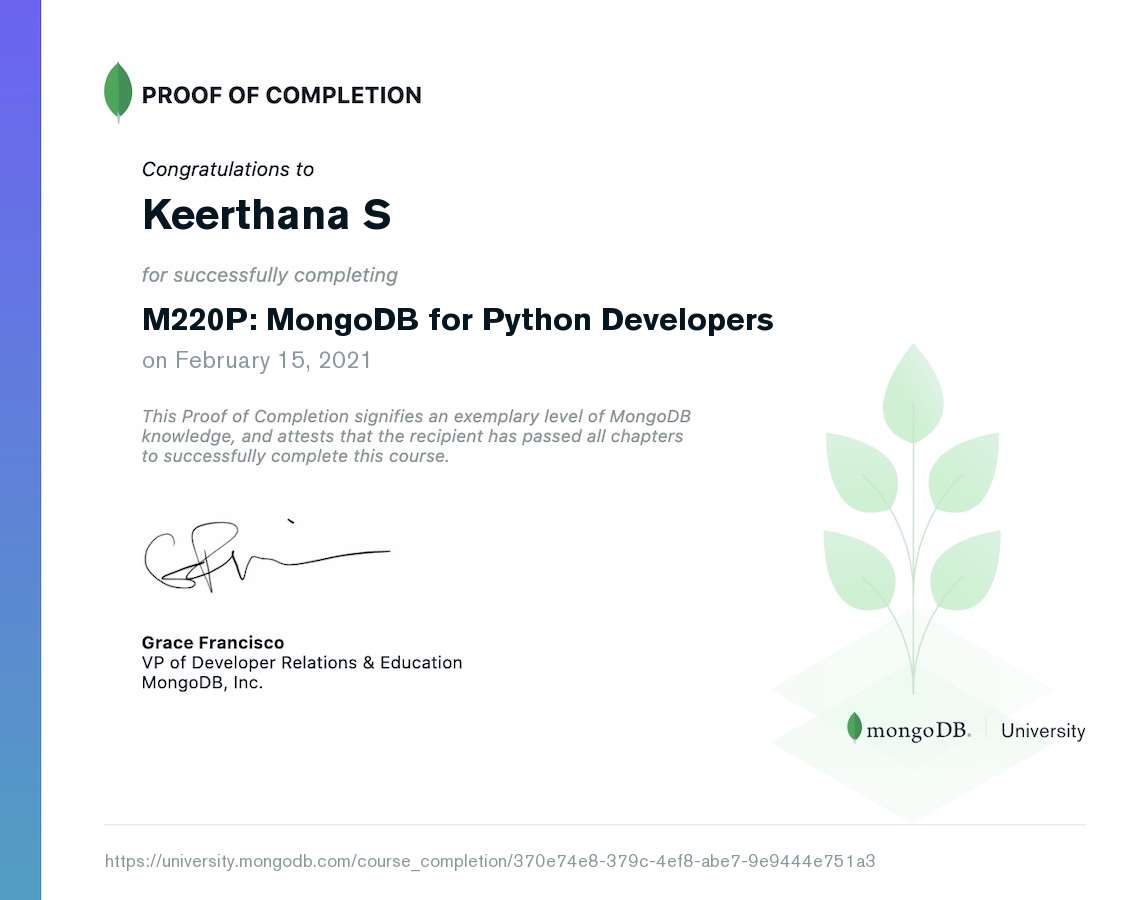 PROOF OF COMPLETION
Congratulations to
Keerthana S
for successfully completing
M220P: MongoDB for Python Developers
on February 15, 2021
This Proof of Completion signifies an exemplary level of MongoDB
knowledge, and attests that the recipient has passed all chapters
to successfully complete this course.
Grace Francisco
VP of Developer Relations & Education
MongoDB, Inc.
mongoDB. University
https://university.mongodb.com/course_completion/370e74e8-379c-4ef8-abe7-9e9444e751a3